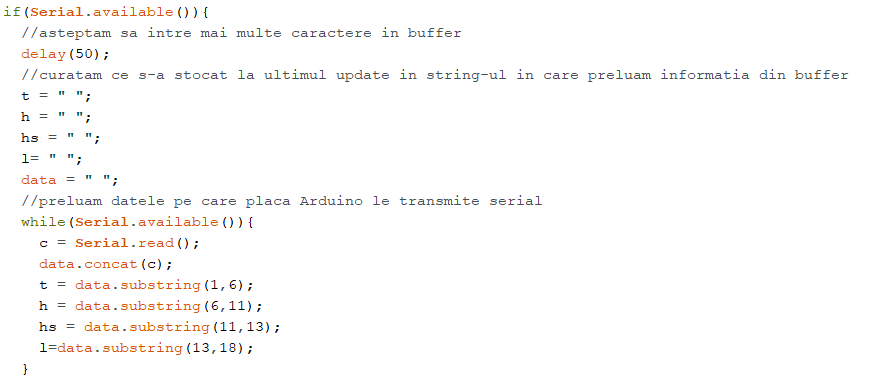 if(Serial.available()){
  //asteptam sa intre mai multe caractere in buffer
  delay(50);
  //curatam ce s-a stocat la ultimul update in string-ul in care preluam informatia din buffer
  t = " ";
  h = " ";
  hs = " ";
  l= " ";
  data = " ";
  //preluam datele pe care placa Arduino le transmite serial
  while(Serial.available()){
    c = Serial.read();
    data.concat(c);
    t = data.substring(1,6);
    h = data.substring(6,11);
    hs = data.substring(11,13);
    l=data.substring(13,18);
  }